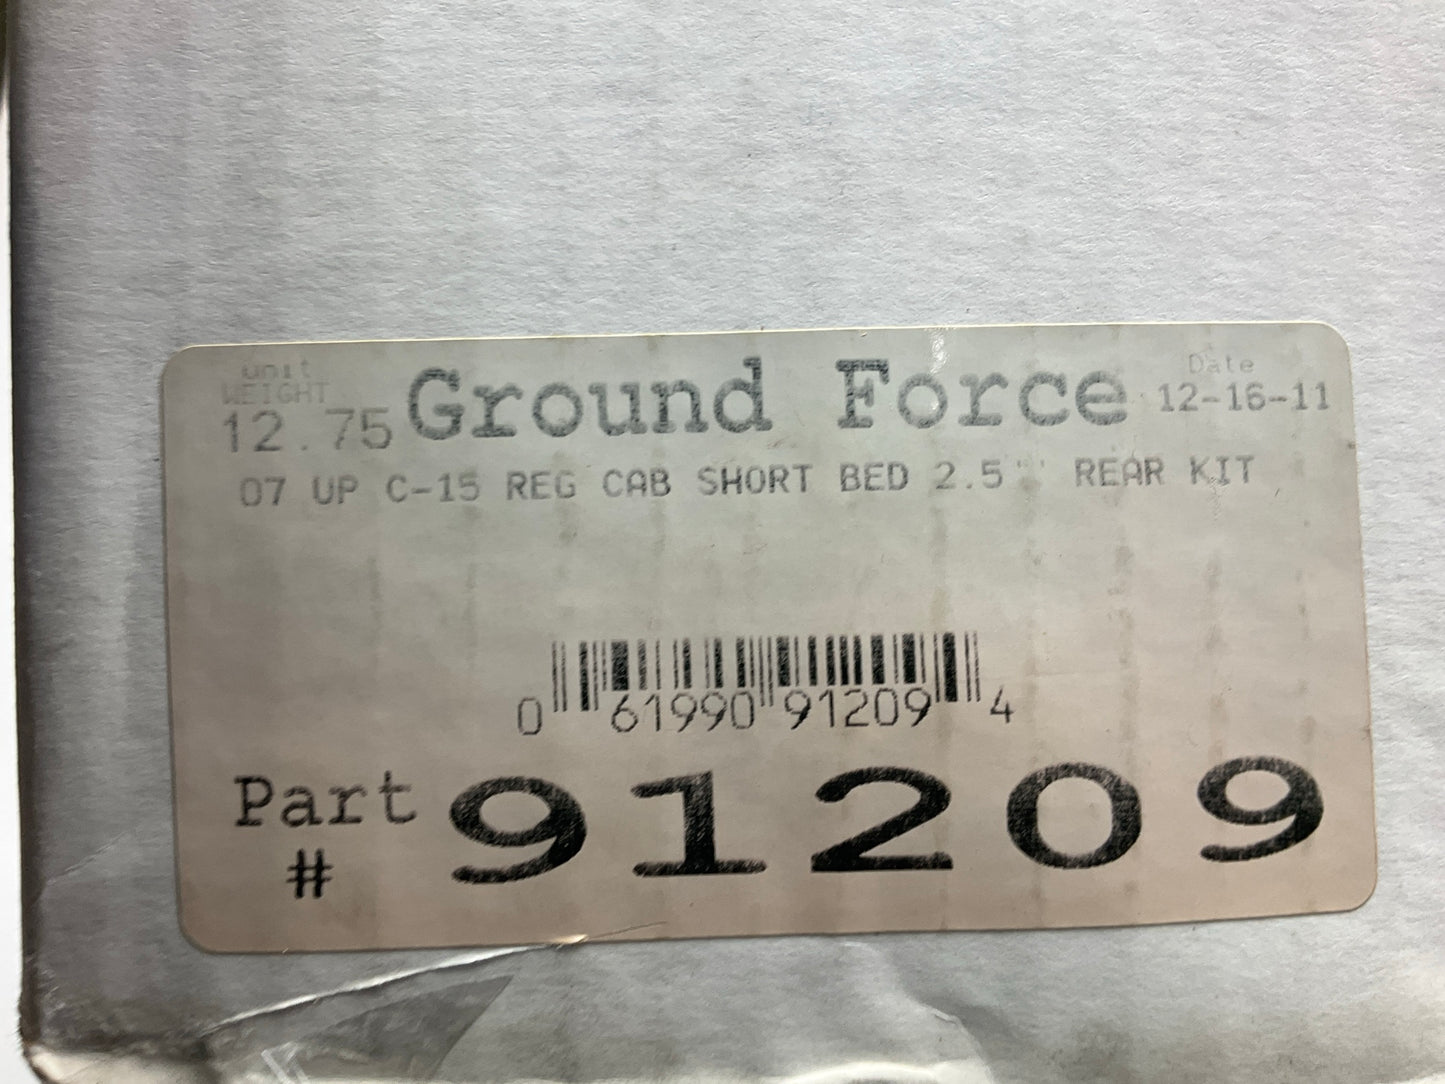 unit
WEIGHT
12.75
Ground Force
Date
12-16-11
07 UP C-15 REG CAB SHORT BED 2.5" REAR KIT
0 61990 91209 4
Part
#
91209